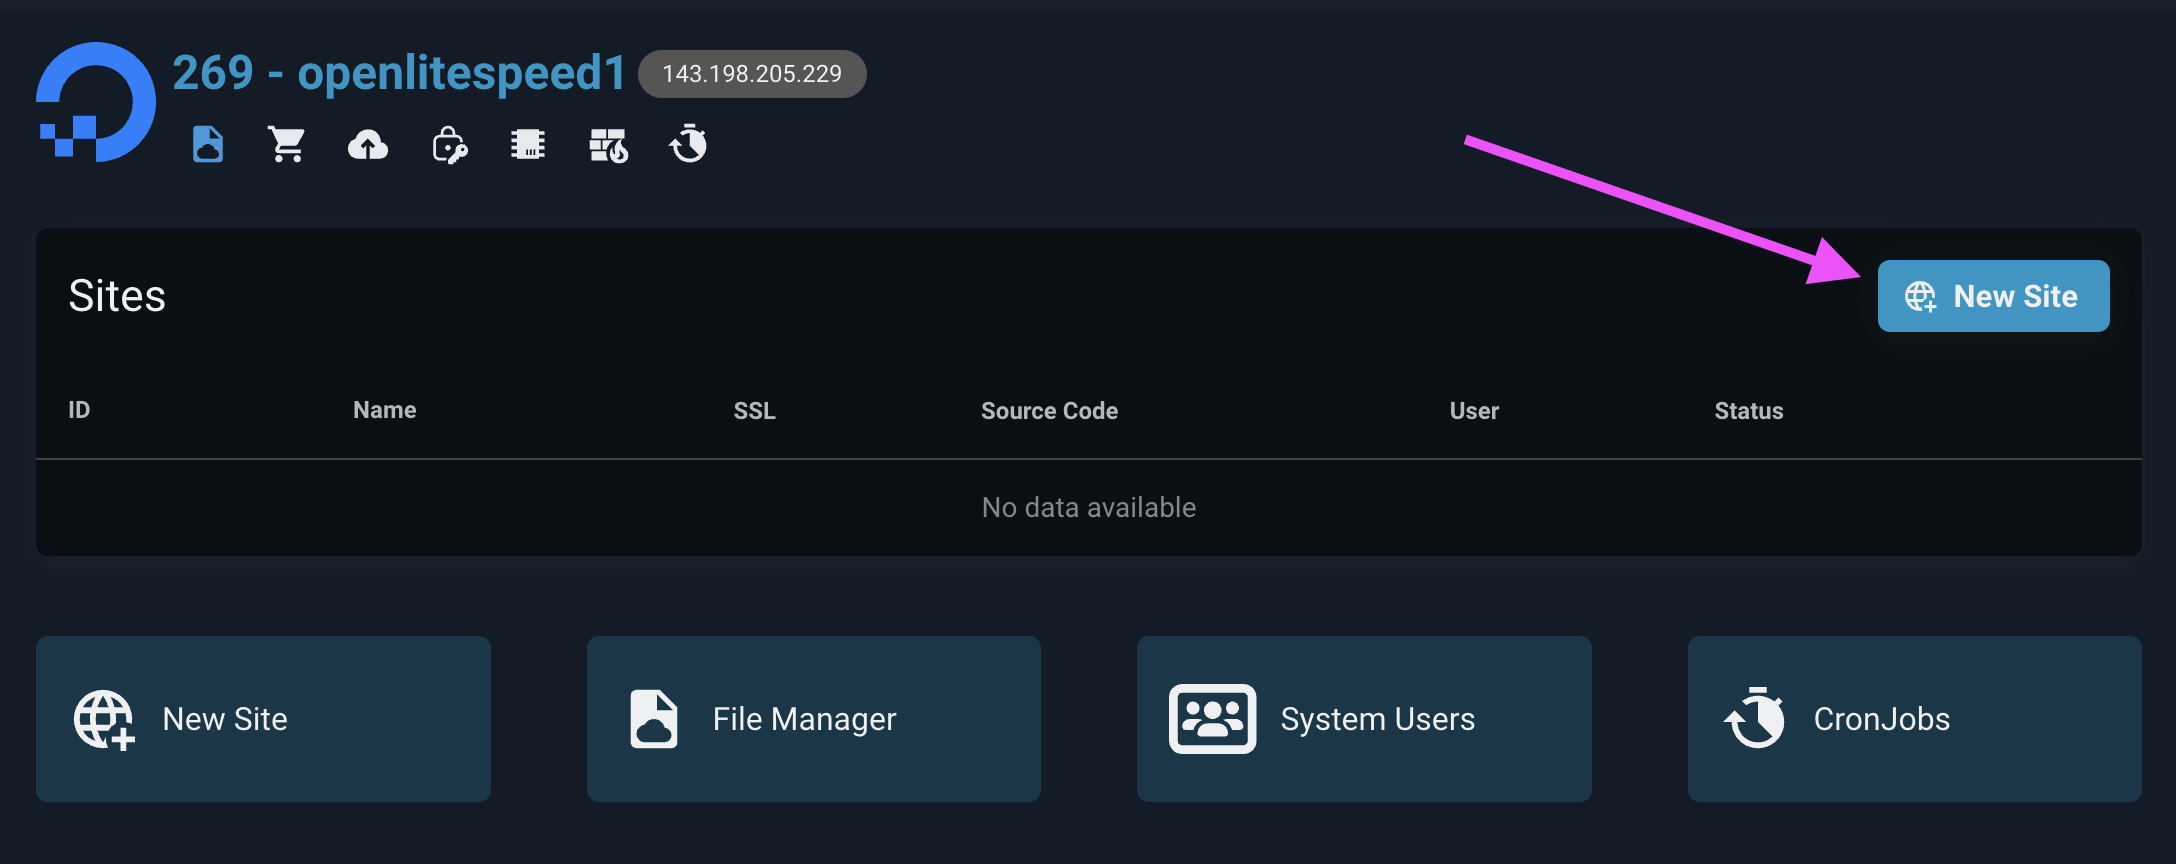 269 - openlitespeed1 143.198.205.229
Sites
New Site
ID Name SSL Source Code User Status
No data available
New Site File Manager System Users CronJobs